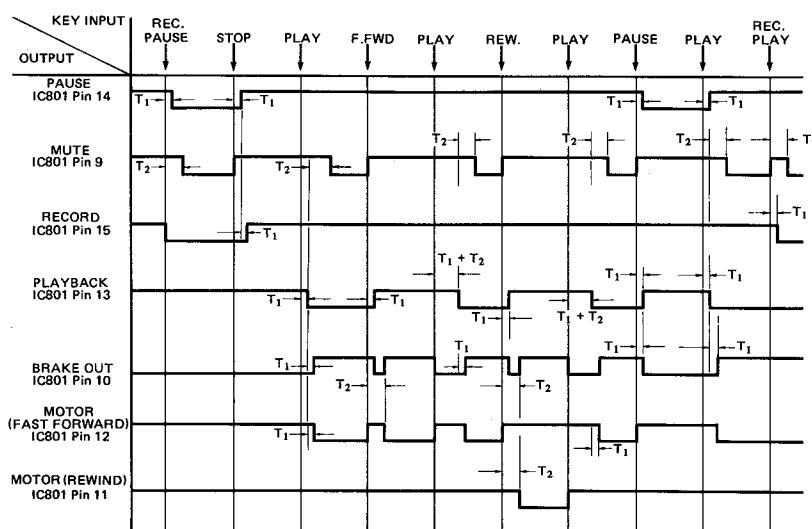 KEY INPUT
OUTPUT
REC. PAUSE
STOP
PLAY
F.FWD
PLAY
REW.
PLAY
PAUSE
PLAY
REC. PLAY
PAUSE
IC801 Pin 14
T1
T1
T1
T1
MUTE
IC801 Pin 9
T2
T2
T2
T2
T2
T
RECORD
IC801 Pin 15
T1
T1
PLAYBACK
IC801 Pin 13
T1
T1
T1 + T2
T1
T1 + T2
T1
T1
BRAKE OUT
IC801 Pin 10
T1
T2
T1
T2
T1
T1
MOTOR
(FAST FORWARD)
IC801 Pin 12
T1
T1
MOTOR (REWIND)
IC801 Pin 11
T2